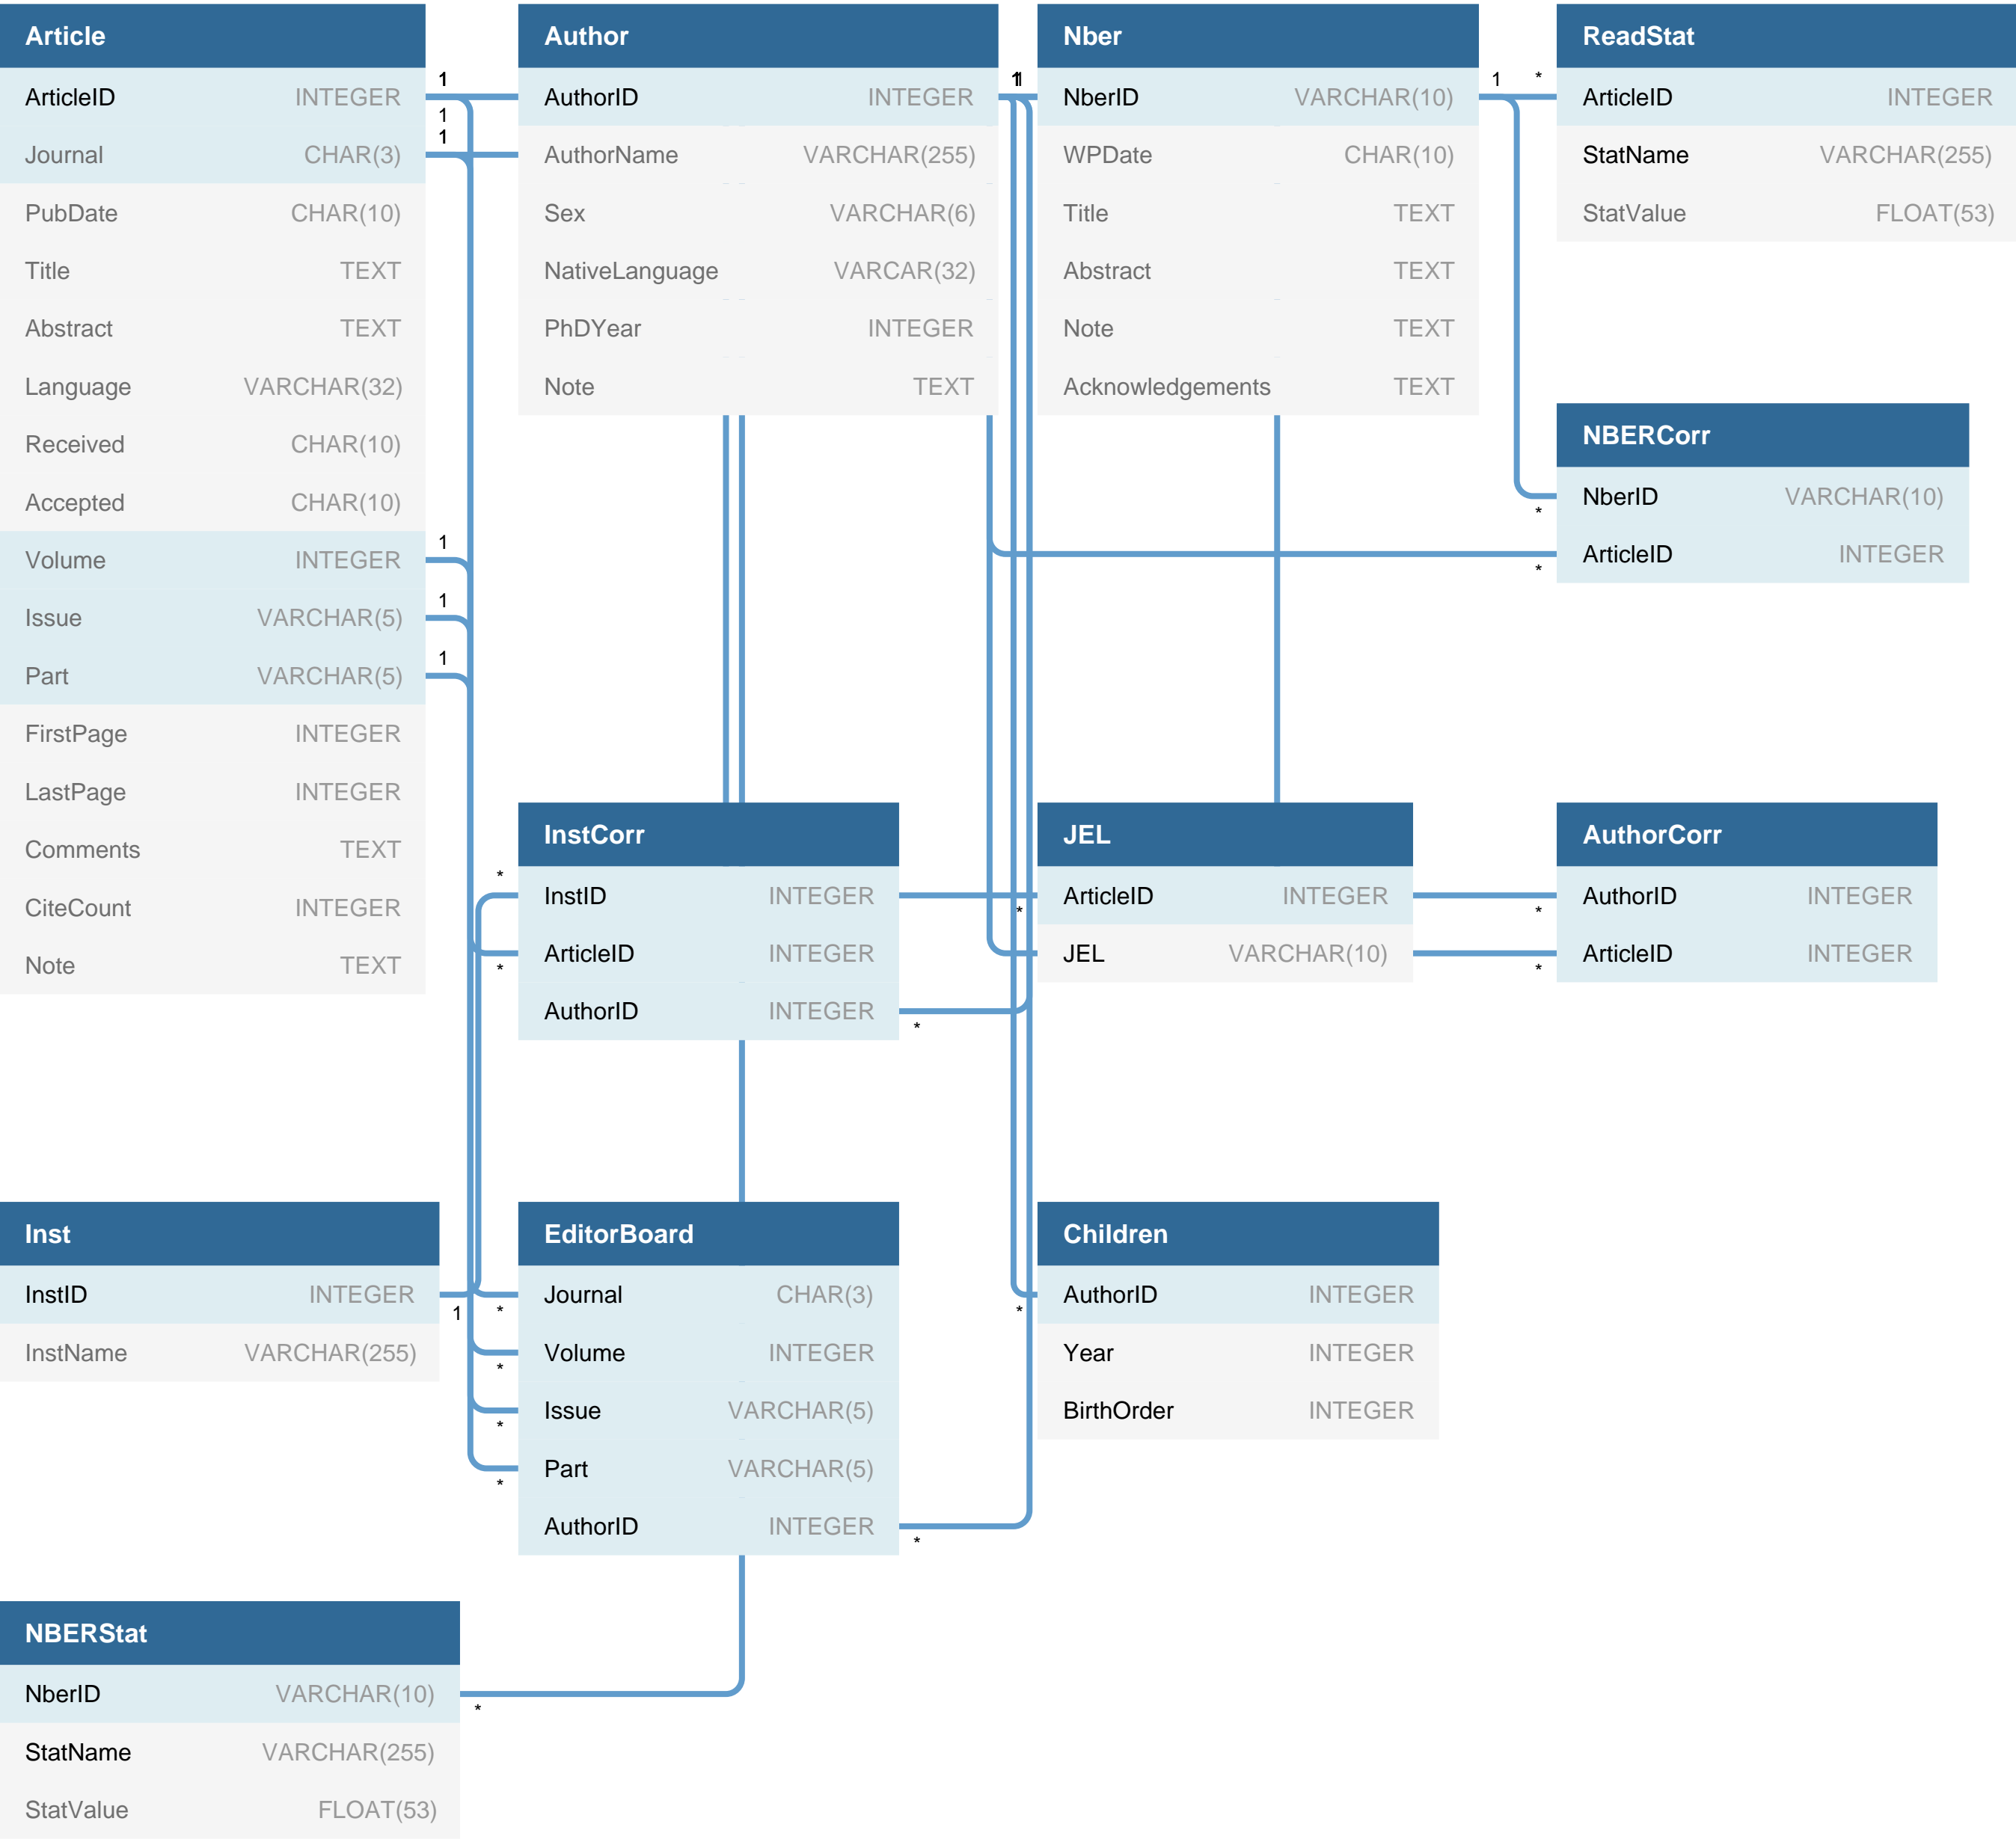 Article
ArticleID INTEGER
Journal CHAR(3)
PubDate CHAR(10)
Title TEXT
Abstract TEXT
Language VARCHAR(32)
Received CHAR(10)
Accepted CHAR(10)
Volume INTEGER
Issue VARCHAR(5)
Part VARCHAR(5)
FirstPage INTEGER
LastPage INTEGER
Comments TEXT
CiteCount INTEGER
Note TEXT
1
1
1
1
1
1
Author
AuthorID INTEGER
AuthorName VARCHAR(255)
Sex VARCHAR(6)
NativeLanguage VARCAR(32)
PhDYear INTEGER
Note TEXT
1
Nber
NberID VARCHAR(10)
WPDate CHAR(10)
Title TEXT
Abstract TEXT
Note TEXT
Acknowledgements TEXT
1 *
ReadStat
ArticleID INTEGER
StatName VARCHAR(255)
StatValue FLOAT(53)
NBERCorr
NberID VARCHAR(10)
*
ArticleID INTEGER
*
InstCorr
*
InstID INTEGER
ArticleID INTEGER
*
AuthorID INTEGER
*
JEL
ArticleID INTEGER
*
JEL VARCHAR(10)
AuthorCorr
AuthorID INTEGER
*
ArticleID INTEGER
*
Inst
InstID INTEGER
1
InstName VARCHAR(255)
EditorBoard
Journal CHAR(3)
*
Volume INTEGER
*
Issue VARCHAR(5)
*
Part VARCHAR(5)
*
AuthorID INTEGER
*
Children
AuthorID INTEGER
*
Year INTEGER
BirthOrder INTEGER
NBERStat
NberID VARCHAR(10)
*
StatName VARCHAR(255)
StatValue FLOAT(53)